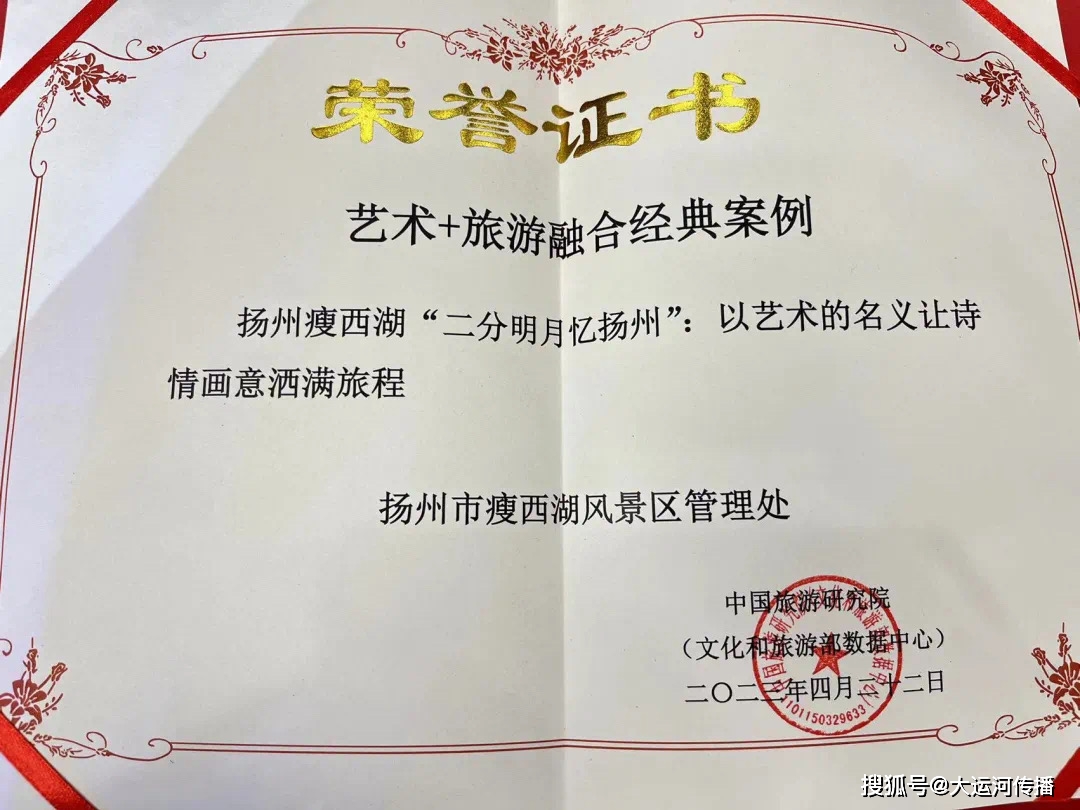 荣誉证书
艺术+旅游融合经典案例
扬州瘦西湖“二分明月忆扬州”：以艺术的名义让诗
情画意洒满旅程
扬州市瘦西湖风景区管理处
中国旅游研究院
（文化和旅游部数据中心）
二〇二三年四月二十二日
1101150329633
搜狐号@大运河传播